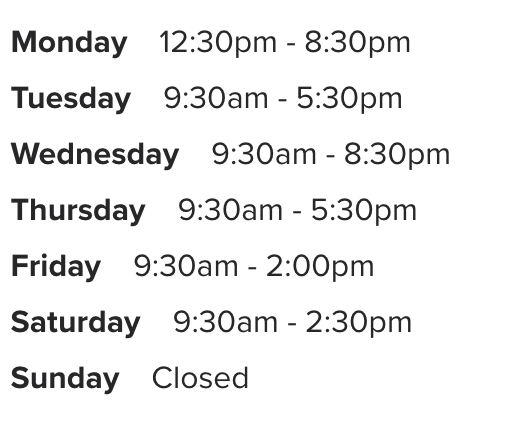 Monday 12:30pm - 8:30pm
Tuesday 9:30am - 5:30pm
Wednesday 9:30am - 8:30pm
Thursday 9:30am - 5:30pm
Friday 9:30am - 2:00pm
Saturday 9:30am - 2:30pm
Sunday Closed